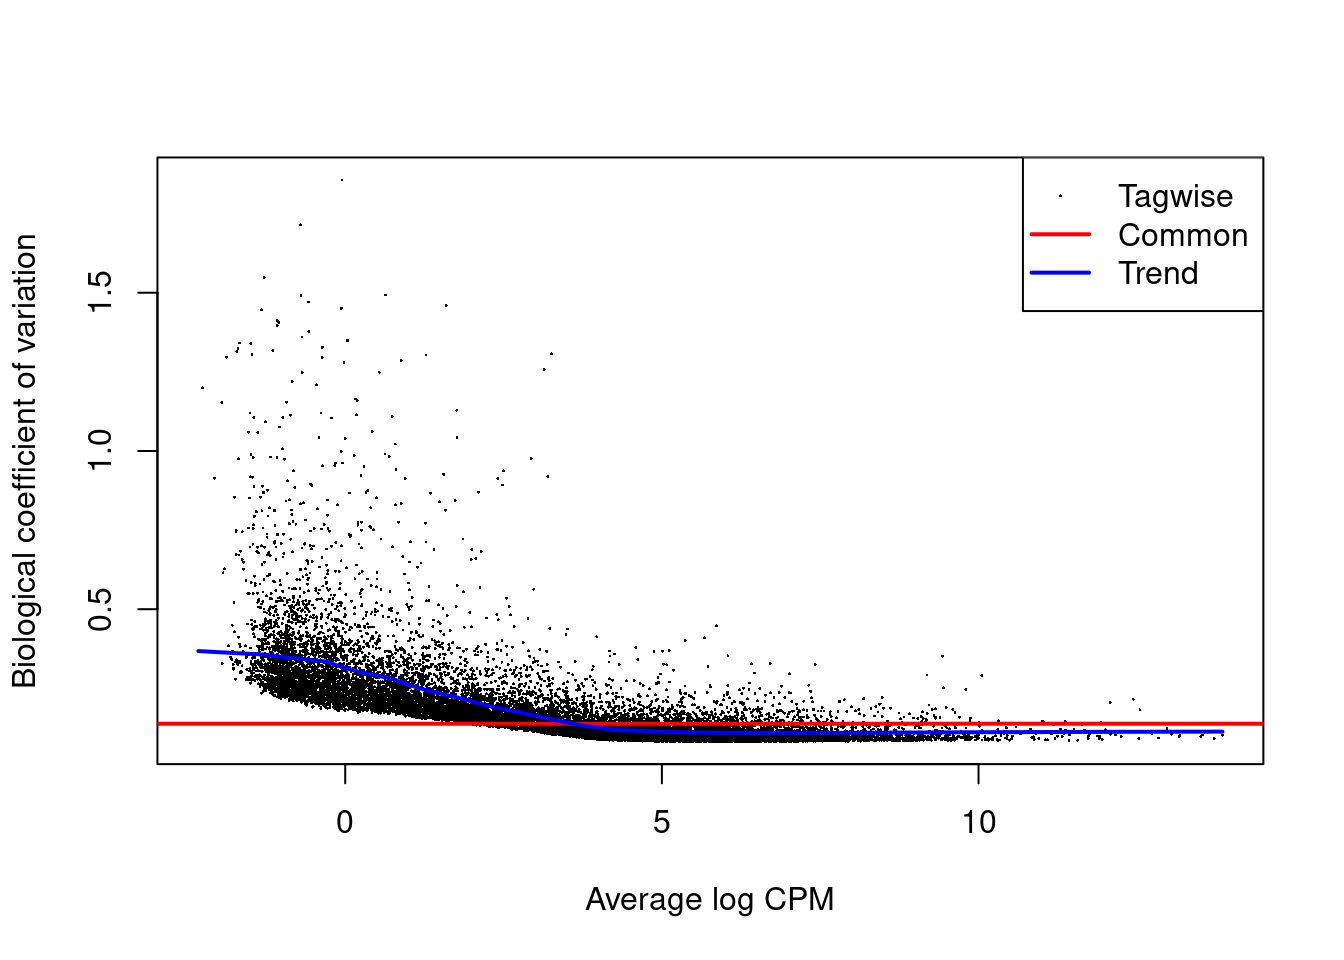 Tagwise
Common
Trend
Biological coefficient of variation
1.5
1.0
0.5
0
5
10
Average log CPM